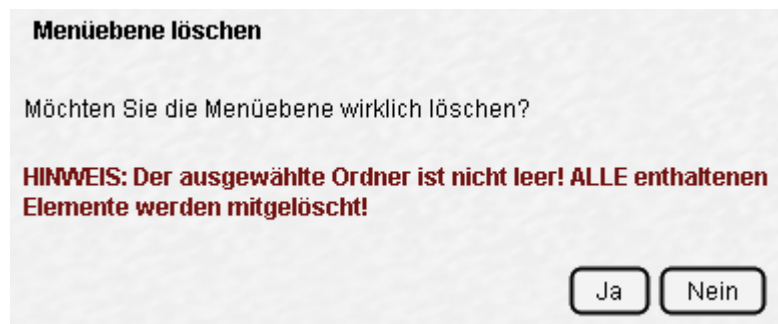 Menüebene löschen
Möchten Sie die Menüebene wirklich löschen?
HINWEIS: Der ausgewählte Ordner ist nicht leer! ALLE enthaltenen
Elemente werden mitgelöscht!
Ja Nein